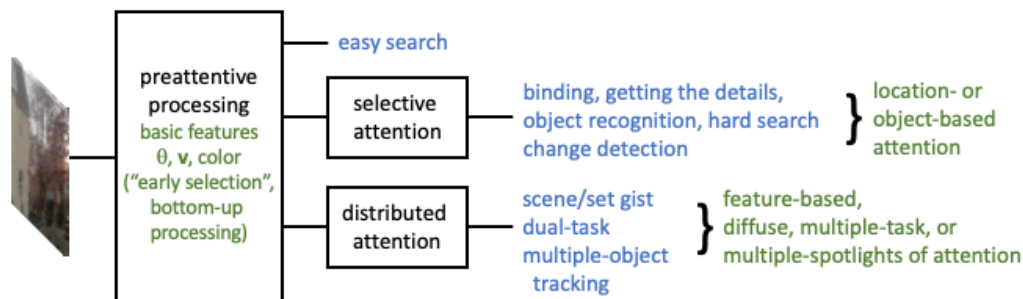 preattentive
processing
basic features
θ, v, color
("early selection",
bottom-up
processing)
easy search
selective
attention
binding, getting the details,
object recognition, hard search
change detection
location- or
object-based
attention
distributed
attention
scene/set gist
dual-task
multiple-object
tracking
feature-based,
diffuse, multiple-task, or
multiple-spotlights of attention